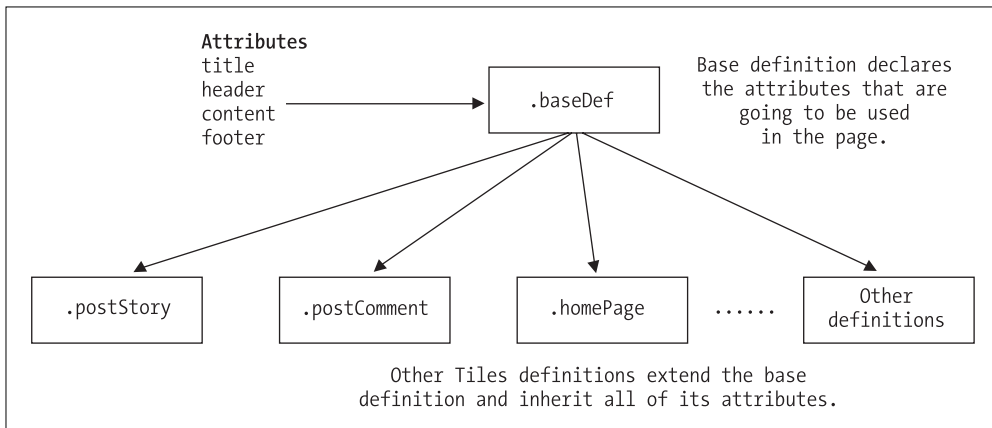 Attributes
title
header
content
footer
.baseDef
Base definition declares
the attributes that are
going to be used
in the page.
.postStory
.postComment
.homePage
......
Other
definitions
Other Tiles definitions extend the base
definition and inherit all of its attributes.